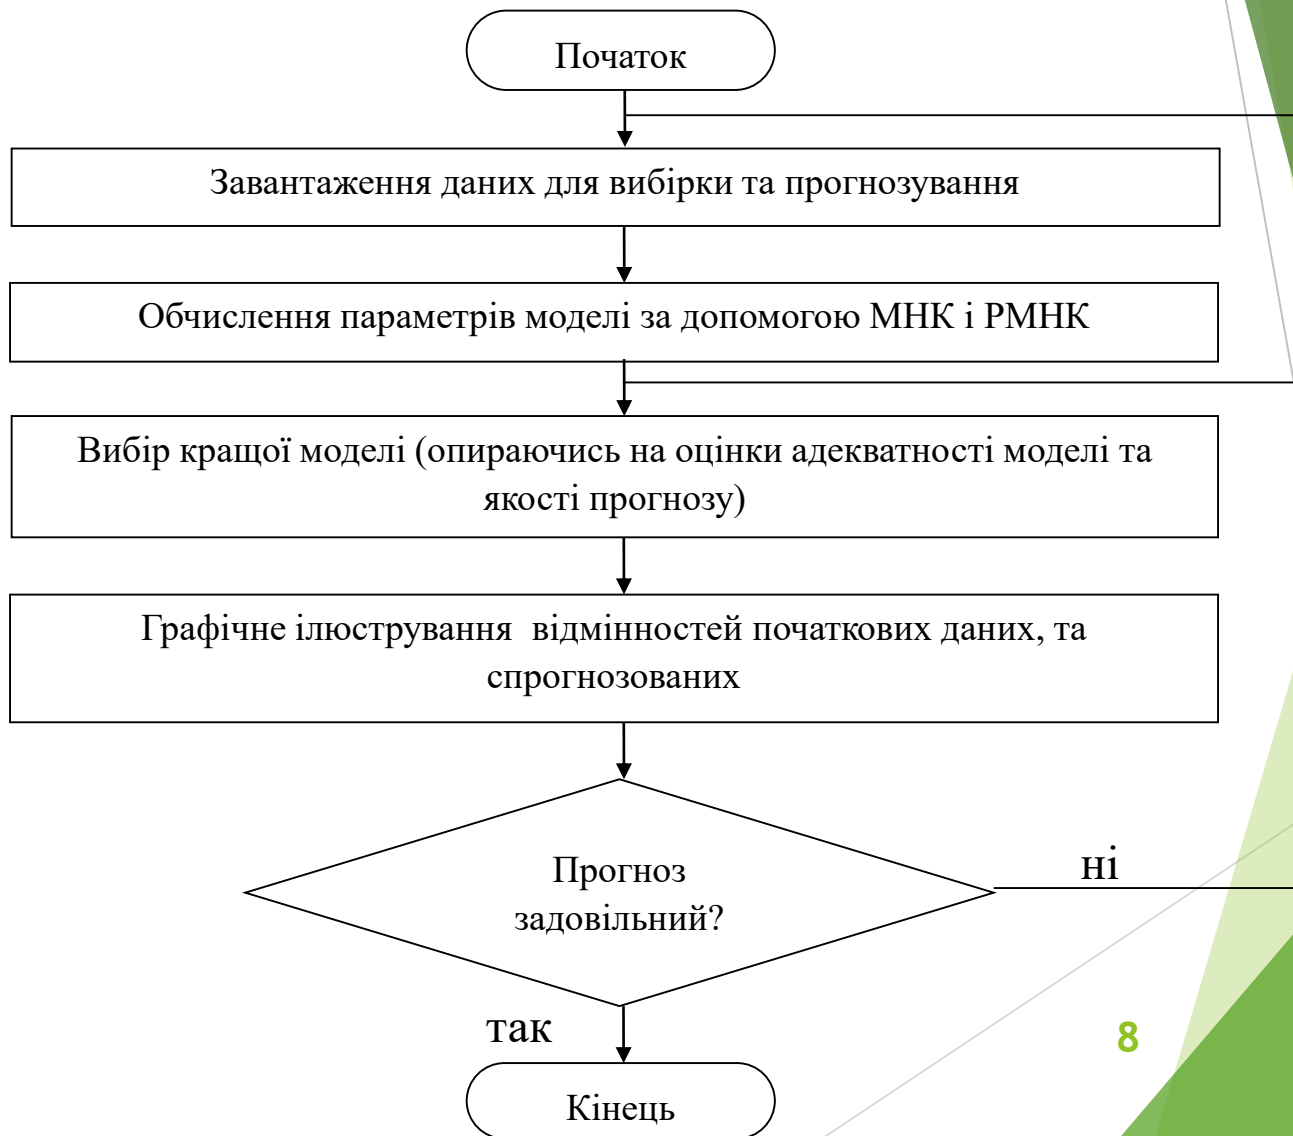 Початок
Завантаження даних для вибірки та прогнозування
Обчислення параметрів моделі за допомогою МНК і РМНК
Вибір кращої моделі (опираючись на оцінки адекватності моделі та
якості прогнозу)
Графічне ілюстрування відмінностей початкових даних, та
спрогнозованих
Прогноз
задовільний?
ні
так
8
Кінець